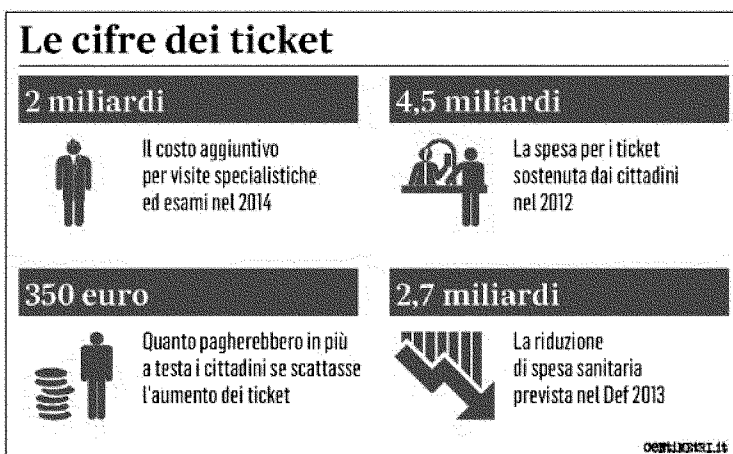 Le cifre dei ticket
2 miliardi
Il costo aggiuntivo
per visite specialistiche
ed esami nel 2014
4,5 miliardi
La spesa per i ticket
sostenuta dai cittadini
nel 2012
350 euro
Quanto pagherebbero in più
a testa i cittadini se scattasse
l'aumento dei ticket
2,7 miliardi
La riduzione
di spesa sanitaria
prevista nel Def 2013
centimetri.it